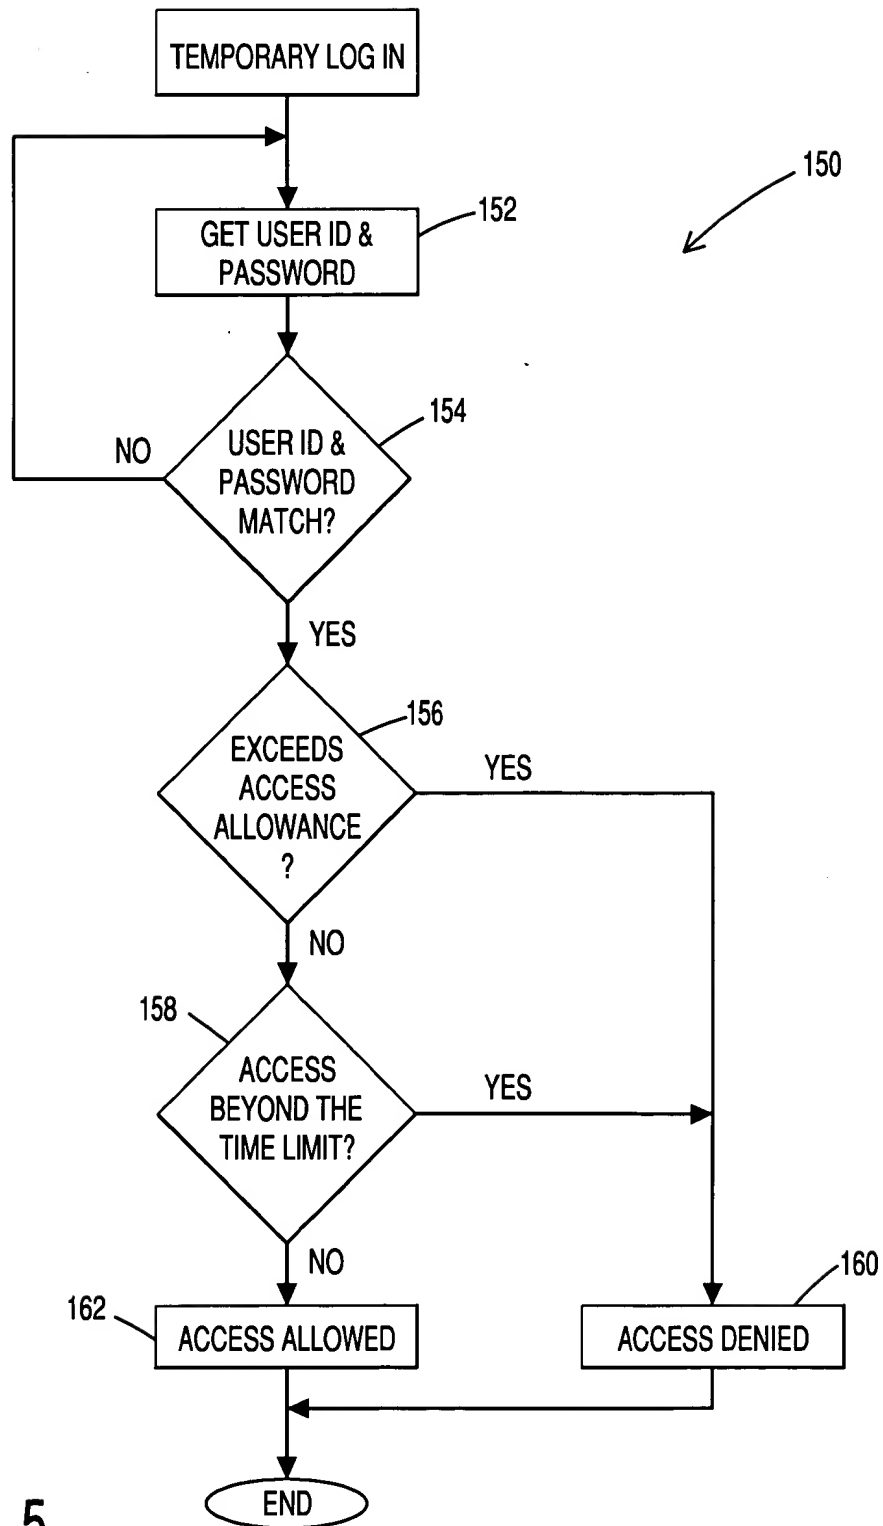 TEMPORARY LOG IN
150
152
GET USER ID &
PASSWORD
154
NO
USER ID &
PASSWORD
MATCH?
YES
156
EXCEEDS
ACCESS
ALLOWANCE
?
YES
NO
158
ACCESS
BEYOND THE
TIME LIMIT?
YES
NO
160
162
ACCESS ALLOWED
ACCESS DENIED
END
5